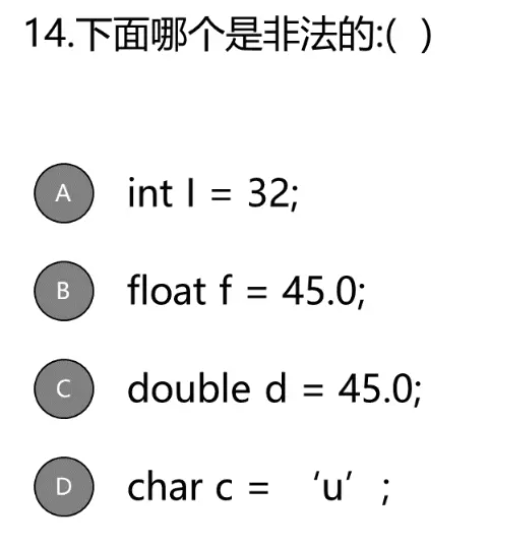 14.下面哪个是非法的:( )
A int I = 32;
B float f = 45.0;
C double d = 45.0;
D char c = ‘u’ ;